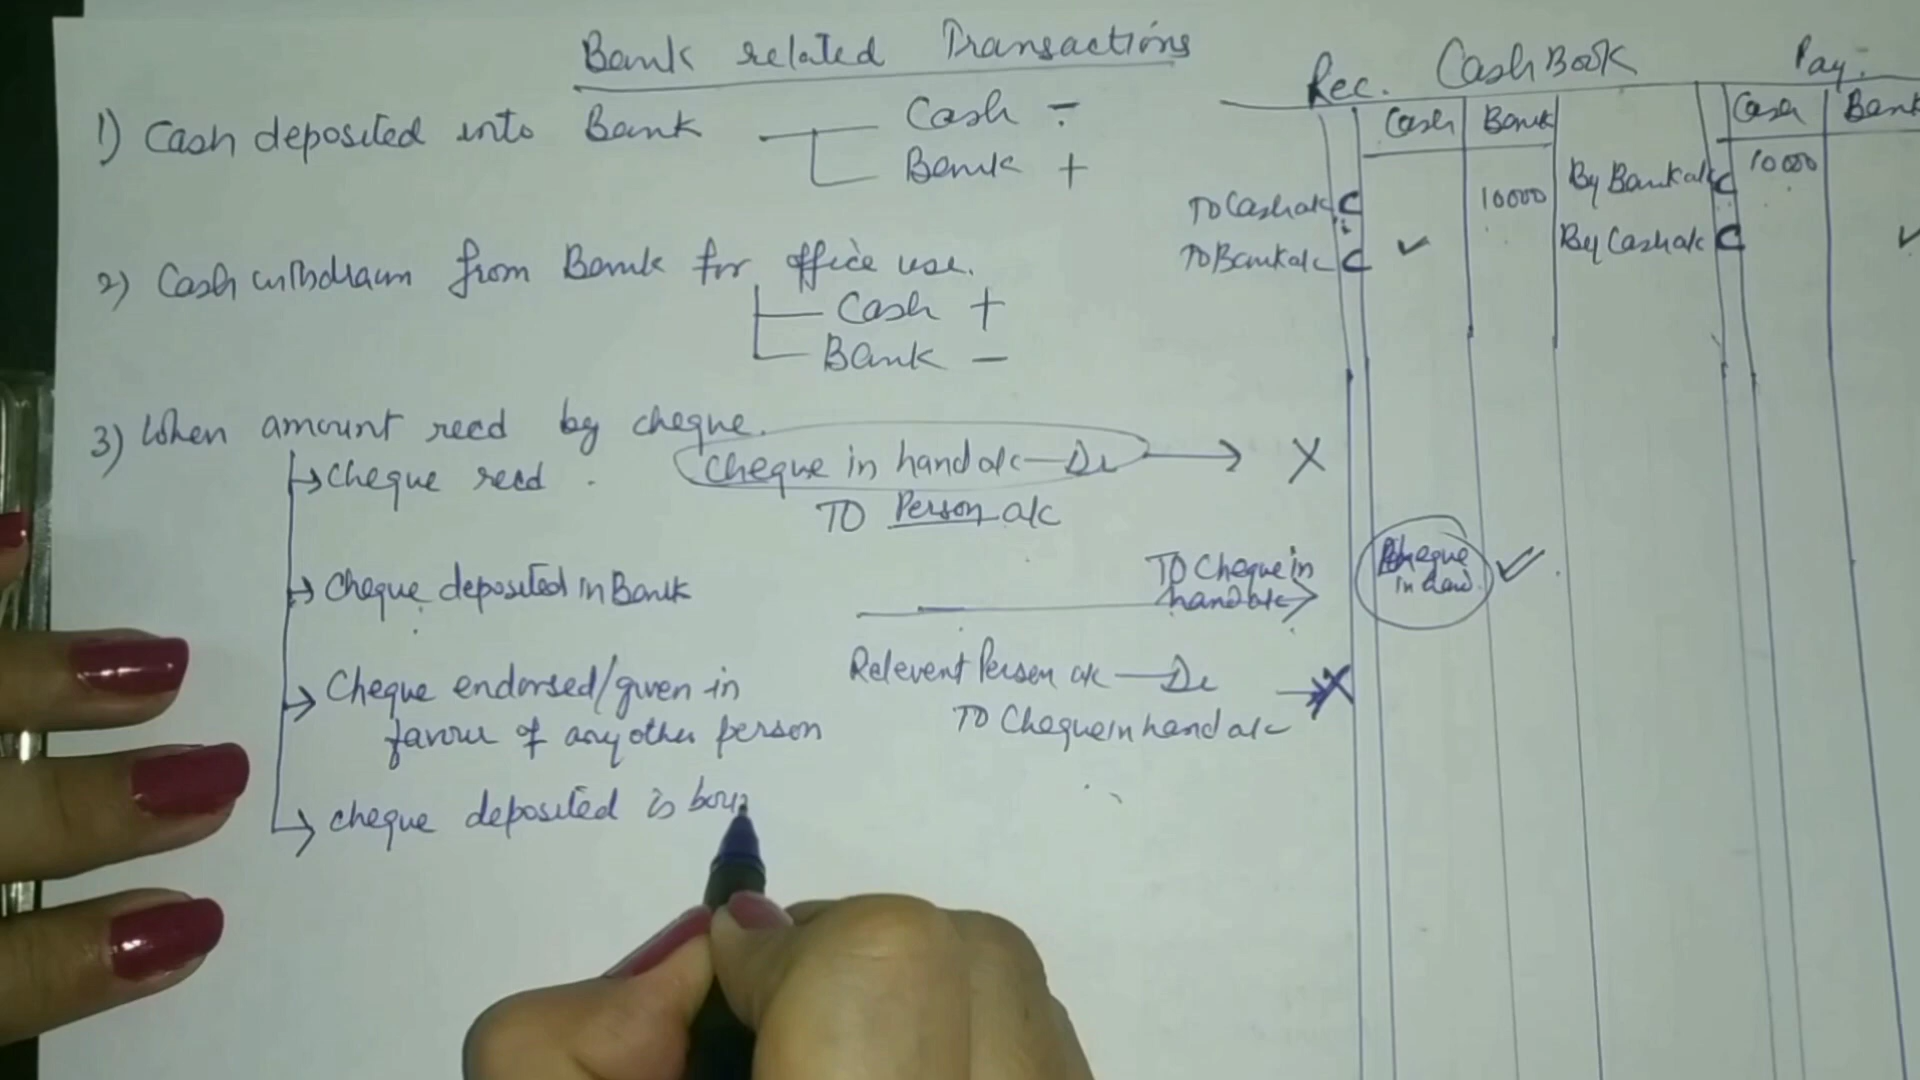 Bank related Transactions
1) Cash deposited into Bank
Cash -
Bank +
2) Cash withdrawn from Bank for office use.
Cash +
Bank -
3) When amount recd by cheque.
Cheque recd.
Cheque in hand a/c - Dr
TO Person a/c
Cheque deposited in Bank
Cheque endorsed/given in
favour of any other person
Relevent Person a/c - Dr
TO Cheque in hand a/c
X
cheque deposited is bou
Rec. Cash Book Pay.
Cash Bank Cash Bank
TO Cash a/c C 10000 By Bank a/c C 10000
TO Bank a/c C ✓ By Cash a/c C ✓
X
TO Cheque in
hand a/c
cheque
in ✓